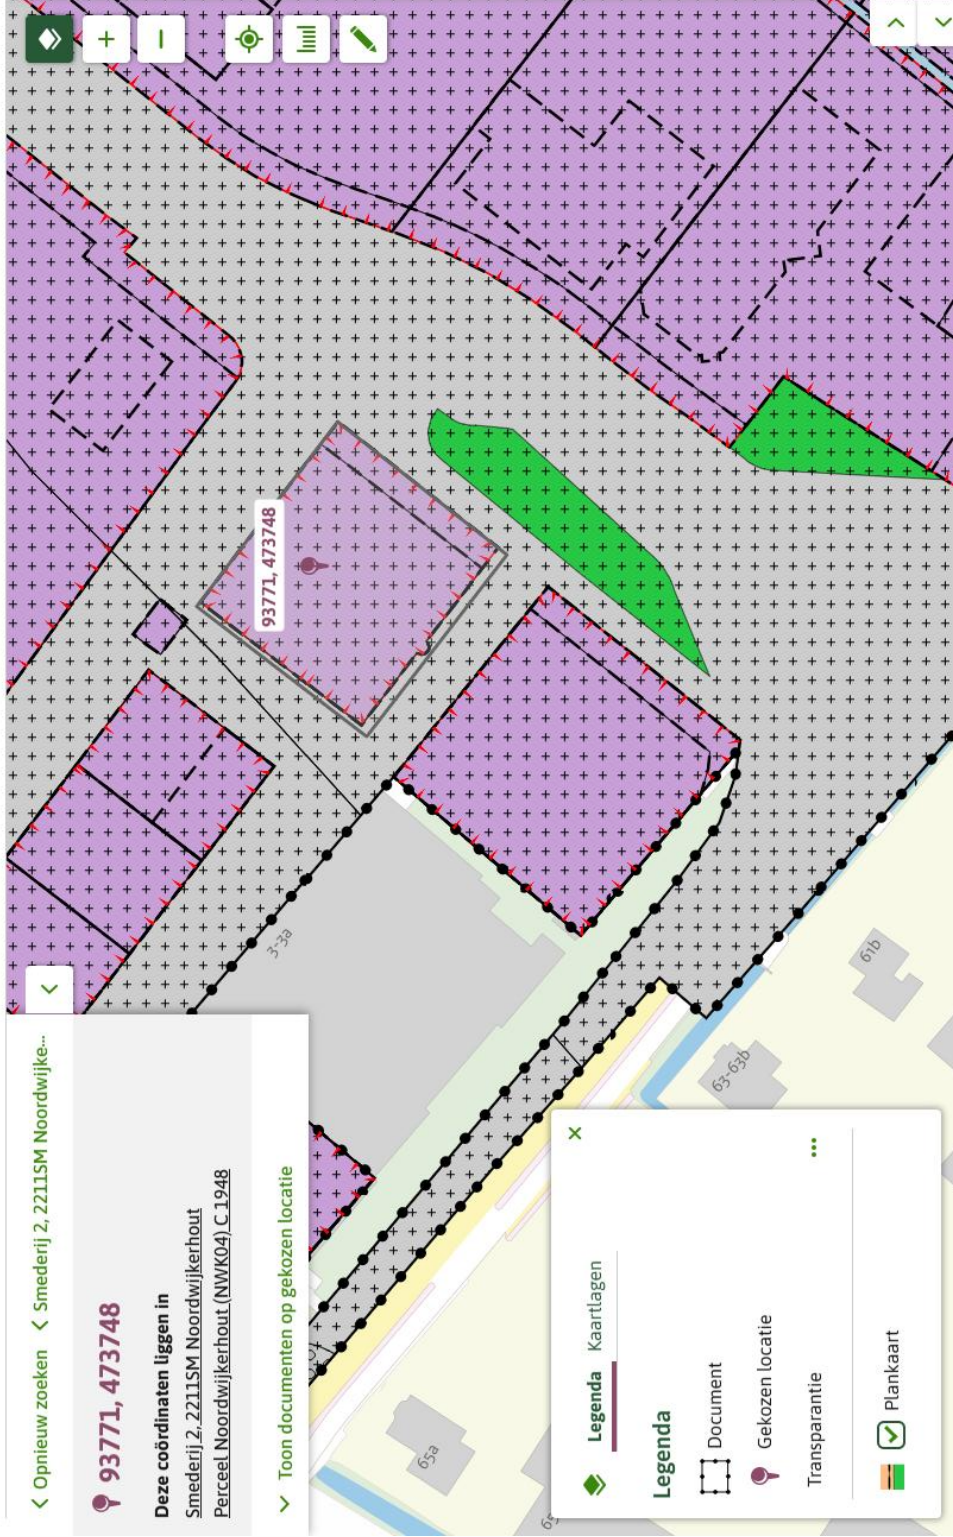 Opnieuw zoeken
Smederij 2, 2211SM Noordwijke...
93771, 473748
Deze coördinaten liggen in
Smederij 2, 2211SM Noordwijkerhout
Perceel Noordwijkerhout (NWK04) C 1948
Toon documenten op gekozen locatie
93771, 473748
3-3a
61b
63-63b
65a
Legenda
Kaartlagen
Legenda
Document
Gekozen locatie
Transparantie
Plankaart